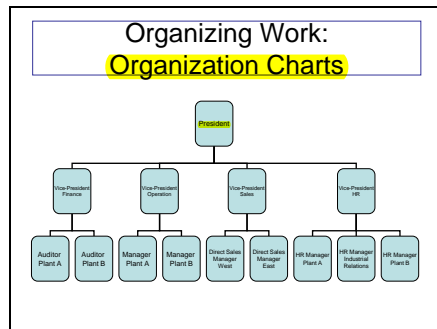 Organizing Work:
Organization Charts
President
Vice-President
Finance
Vice-President
Operation
Vice-President
Sales
Vice-President
HR
Auditor
Plant A
Auditor
Plant B
Manager
Plant A
Manager
Plant B
Direct Sales
Manager
West
Direct Sales
Manager
East
HR Manager
Plant A
HR Manager
Industrial
Relations
HR Manager
Plant B